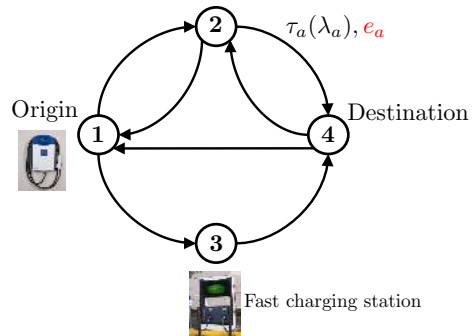 2
τₐ(λₐ), eₐ
Origin
Destination
1
4
3
Fast charging station